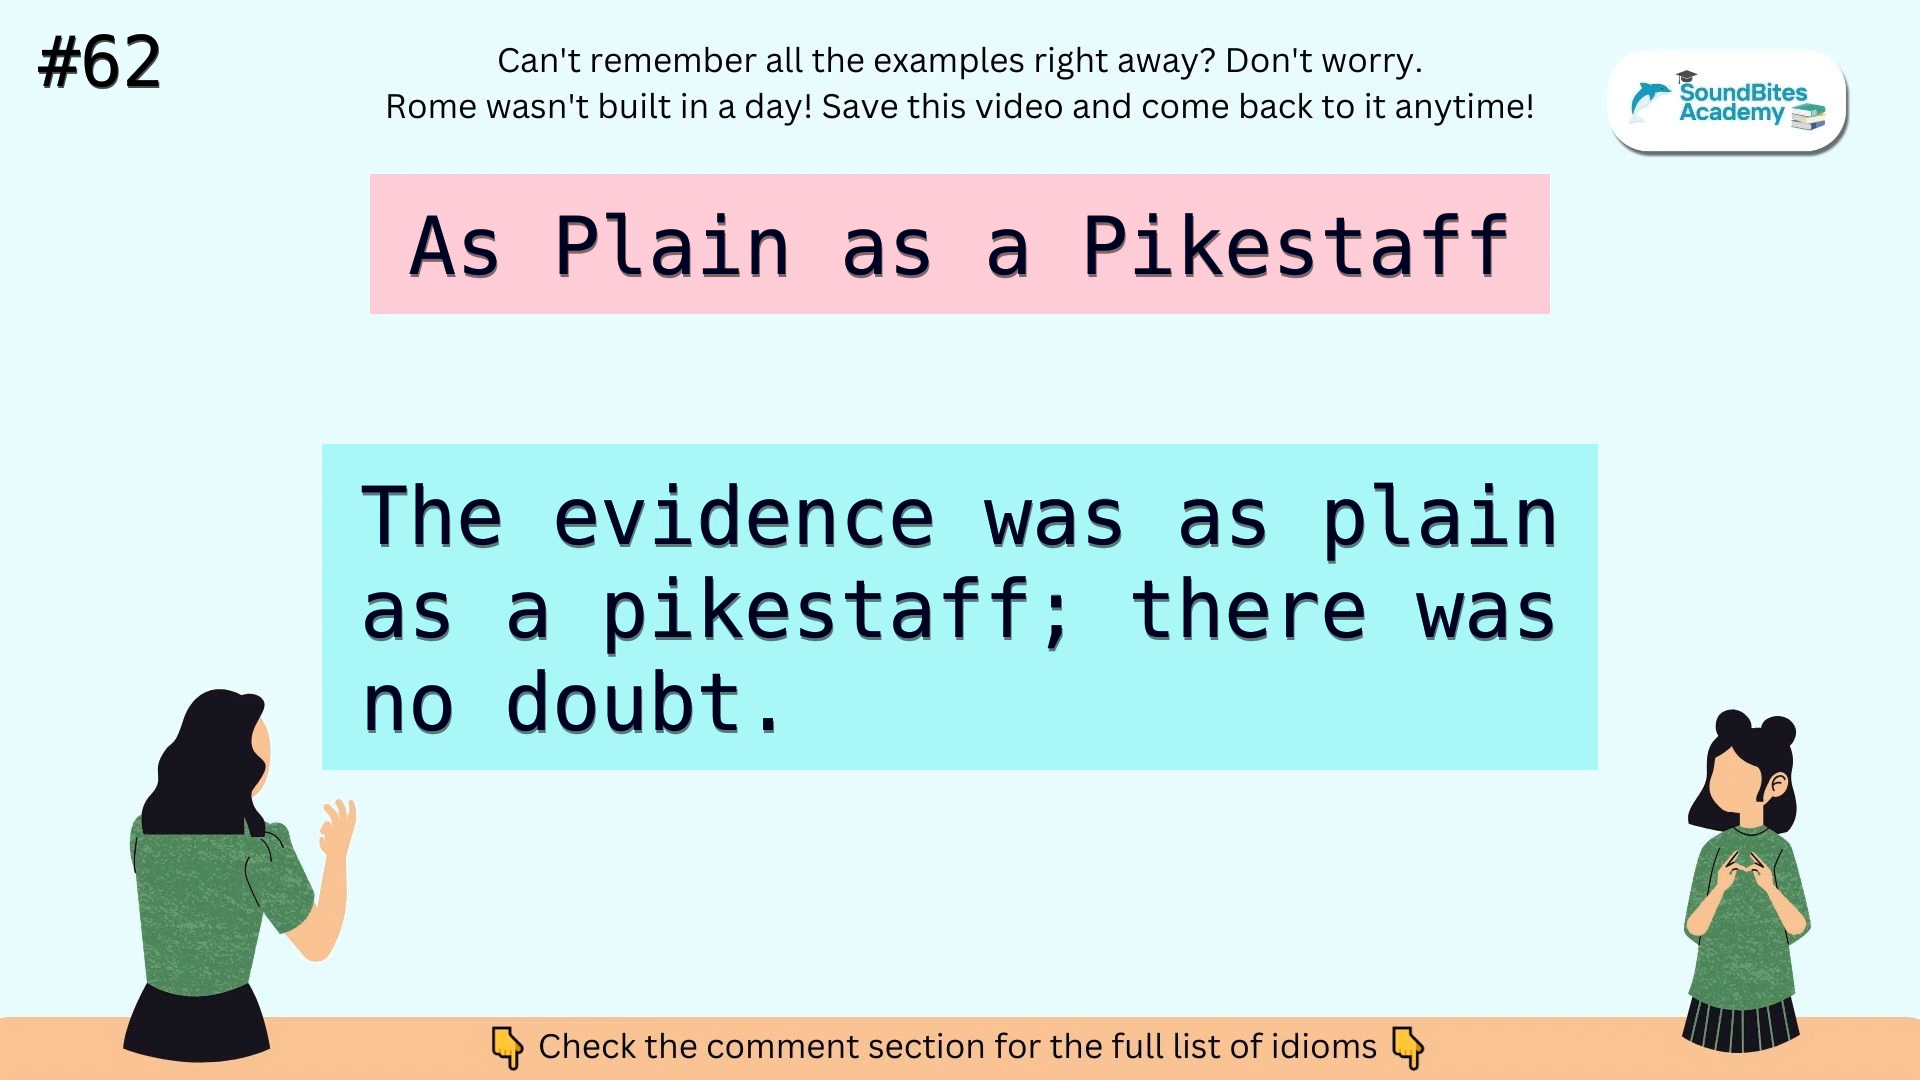 #62
Can't remember all the examples right away? Don't worry.
Rome wasn't built in a day! Save this video and come back to it anytime!
SoundBites
Academy
As Plain as a Pikestaff
The evidence was as plain
as a pikestaff; there was
no doubt.
👇 Check the comment section for the full list of idioms 👇